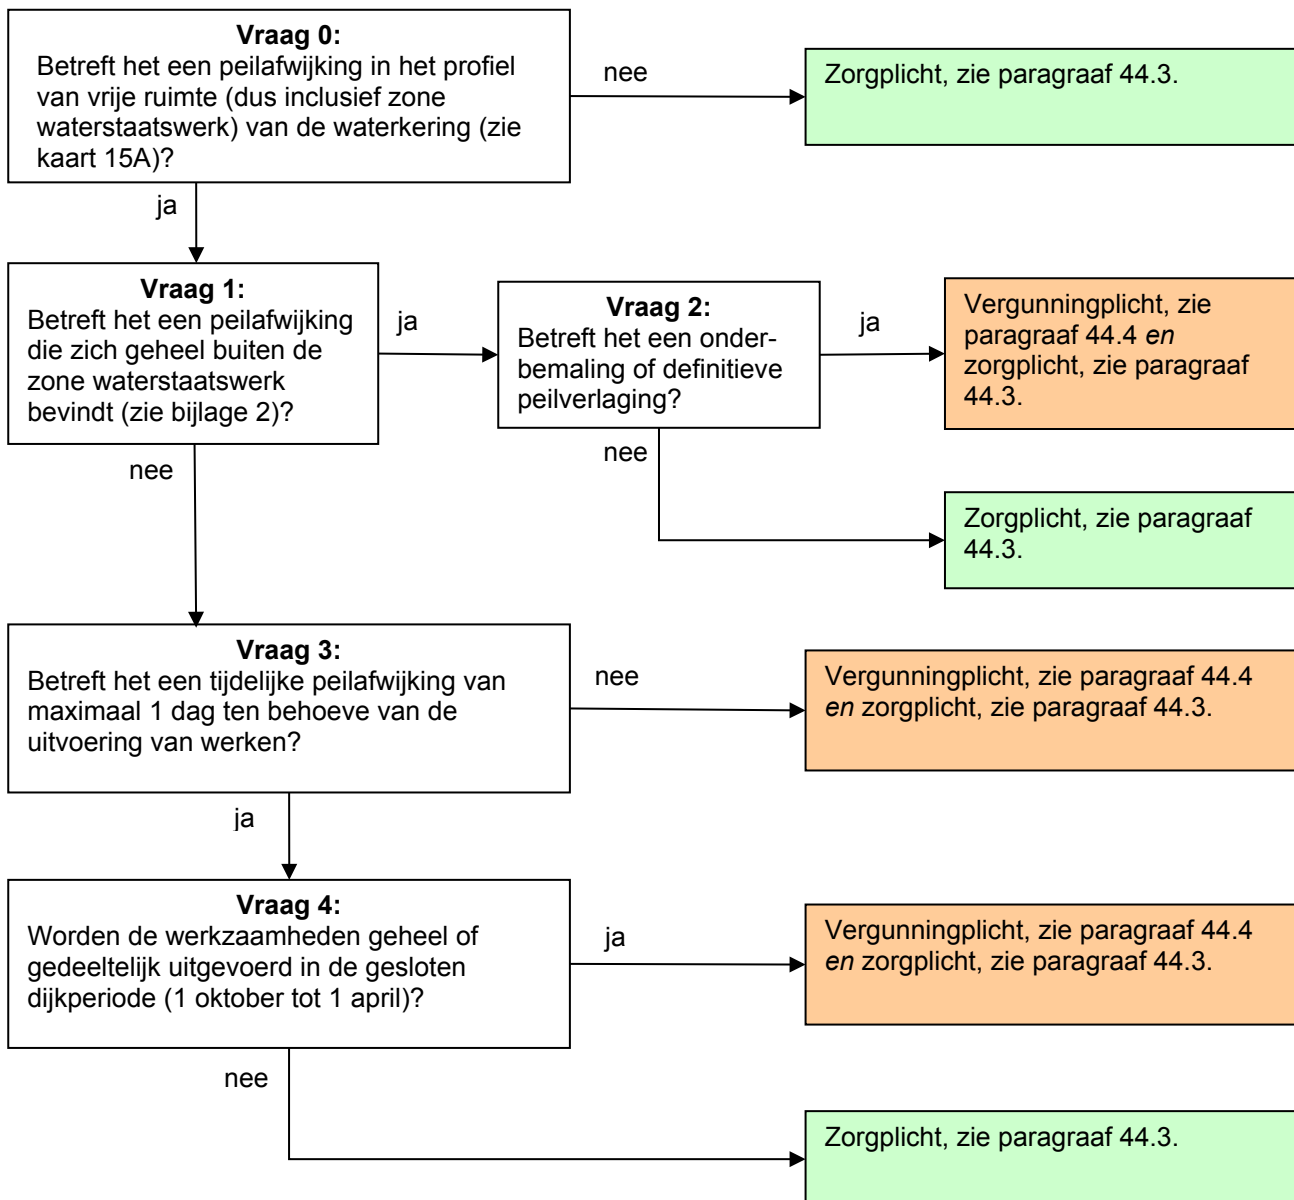 Vraag 0:
Betreft het een peilafwijking in het profiel
van vrije ruimte (dus inclusief zone
waterstaatswerk) van de waterkering (zie
kaart 15A)?
nee
Zorgplicht, zie paragraaf 44.3.
ja
Vraag 1:
Betreft het een peilafwijking
die zich geheel buiten de
zone waterstaatswerk
bevindt (zie bijlage 2)?
ja
Vraag 2:
Betreft het een onder-
bemaling of definitieve
peilverlaging?
ja
Vergunningplicht, zie
paragraaf 44.4 en
zorgplicht, zie paragraaf
44.3.
nee
Zorgplicht, zie paragraaf
44.3.
nee
Vraag 3:
Betreft het een tijdelijke peilafwijking van
maximaal 1 dag ten behoeve van de
uitvoering van werken?
nee
Vergunningplicht, zie paragraaf 44.4
en zorgplicht, zie paragraaf 44.3.
ja
Vraag 4:
Worden de werkzaamheden geheel of
gedeeltelijk uitgevoerd in de gesloten
dijkperiode (1 oktober tot 1 april)?
ja
Vergunningplicht, zie paragraaf 44.4
en zorgplicht, zie paragraaf 44.3.
nee
Zorgplicht, zie paragraaf 44.3.